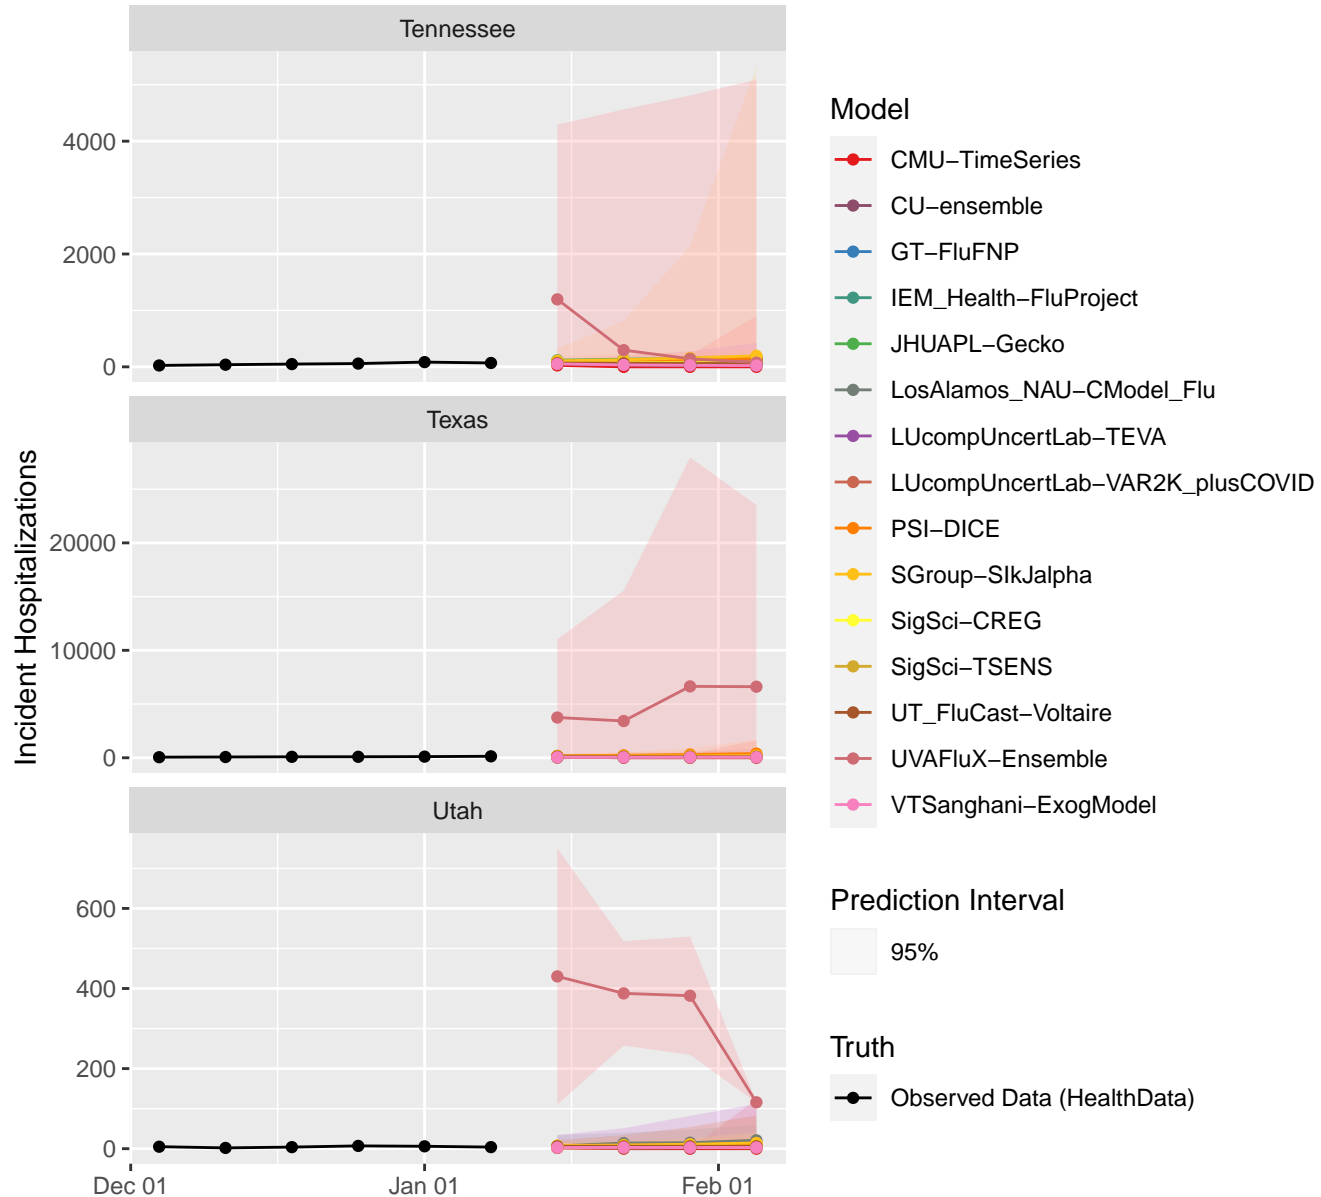 Tennessee
4000
2000
0
Texas
20000
10000
0
Utah
600
400
200
0
Dec 01
Jan 01
Feb 01
Incident Hospitalizations
Model
CMU−TimeSeries
CU−ensemble
GT−FluFNP
IEM_Health−FluProject
JHUAPL−Gecko
LosAlamos_NAU−CModel_Flu
LUcompUncertLab−TEVA
LUcompUncertLab−VAR2K_plusCOVID
PSI−DICE
SGroup−SIkJalpha
SigSci−CREG
SigSci−TSENS
UT_FluCast−Voltaire
UVAFluX−Ensemble
VTSanghani−ExogModel
Prediction Interval
95%
Truth
Observed Data (HealthData)